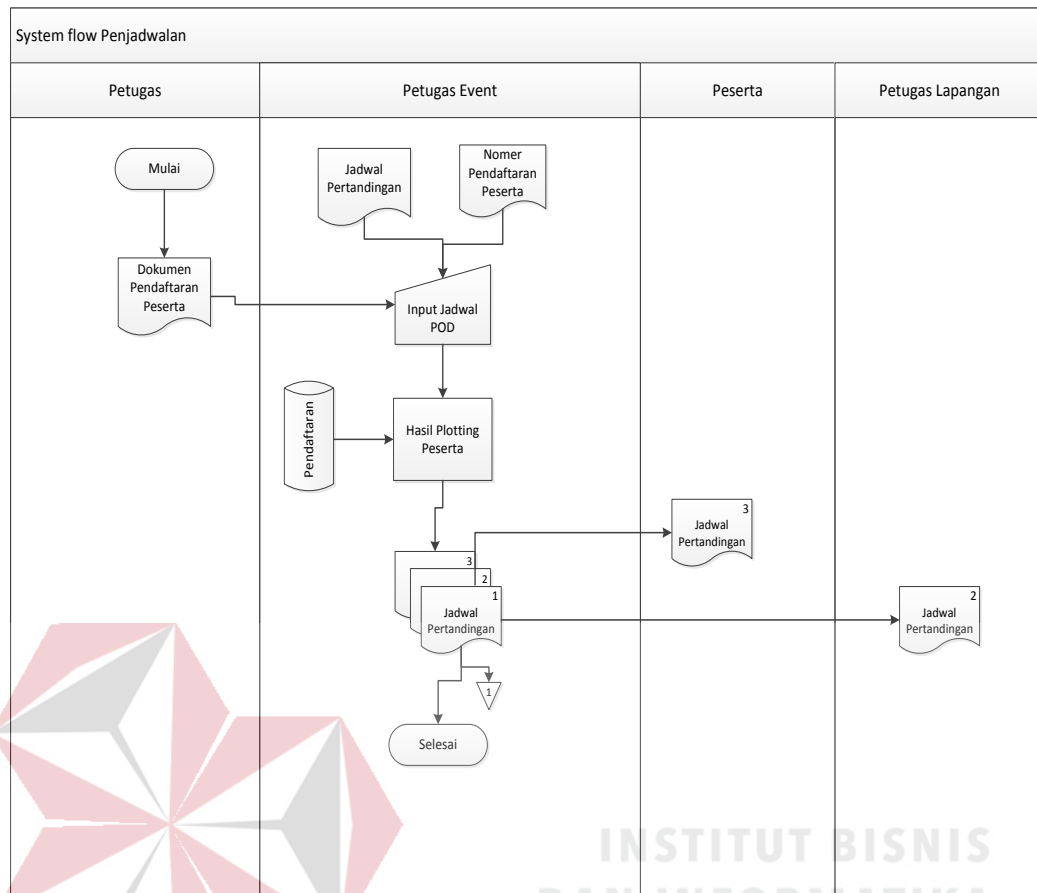 System flow Penjadwalan
Petugas
Petugas Event
Peserta
Petugas Lapangan
Mulai
Jadwal
Pertandingan
Nomer
Pendaftaran
Peserta
Dokumen
Pendaftaran
Peserta
Input Jadwal
POD
Pendaftaran
Hasil Plotting
Peserta
3
Jadwal
Pertandingan
3
2
1
Jadwal
Pertandingan
2
Jadwal
Pertandingan
1
Selesai
INSTITUT BISNIS
DAN INFORMATIKA